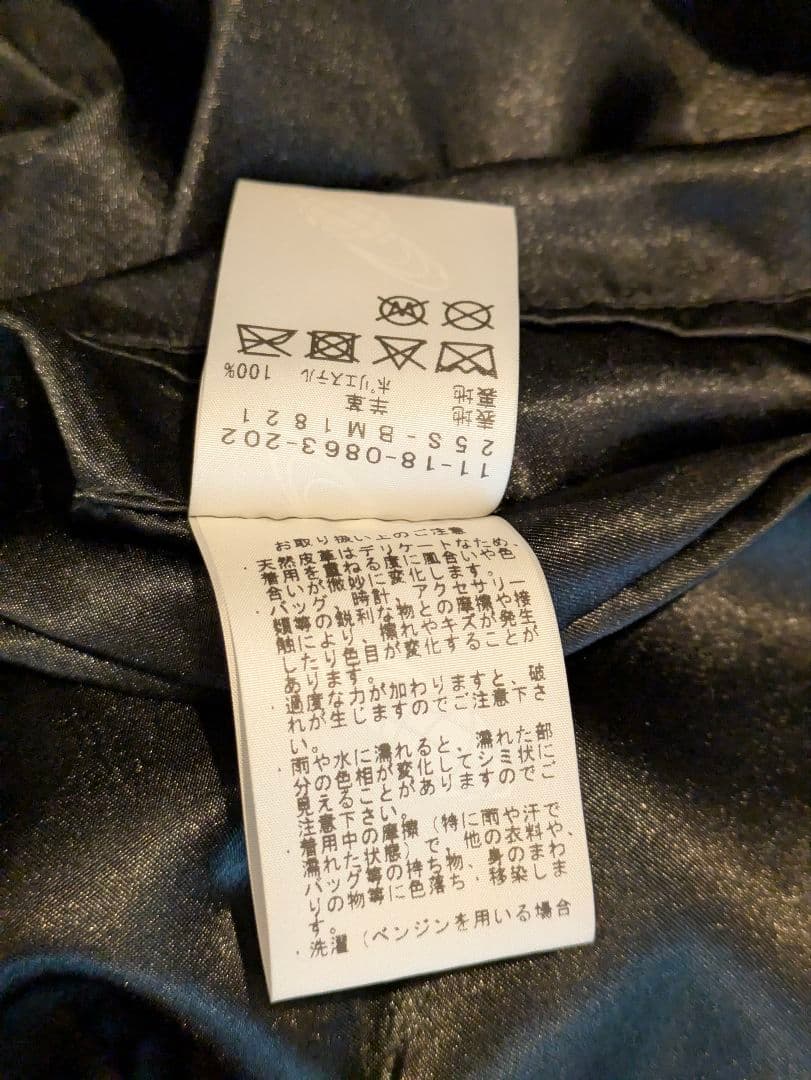 11-18-0863-202
25S-BM1821
表地 羊革
裏地 ポリエステル 100%
お取り扱い上のご注意
・天然皮革はデリケートなため、
着用を重ねる度に風合いや色
合いが微妙に変化します。
・バッグ、時計、アクセサリー
類等の鋭利な物との摩擦や接
触により、擦れやキズが発生
したり色目が変化することが
あります。
・過度な力が加わりますと、破
れが生じますのでご注意下さ
い。
・雨や水に濡れると、濡れた部
分の色相が変化してシミ状に
見えることがありますのでご
注意下さい。
・着用中の摩擦（特に雨や汗で
濡れた状態）で、他の衣料や、
バッグ等の持ち物、身のまわ
りの物等に色落ち・移染しま
す。
・洗濯（ベンジンを用いる場合